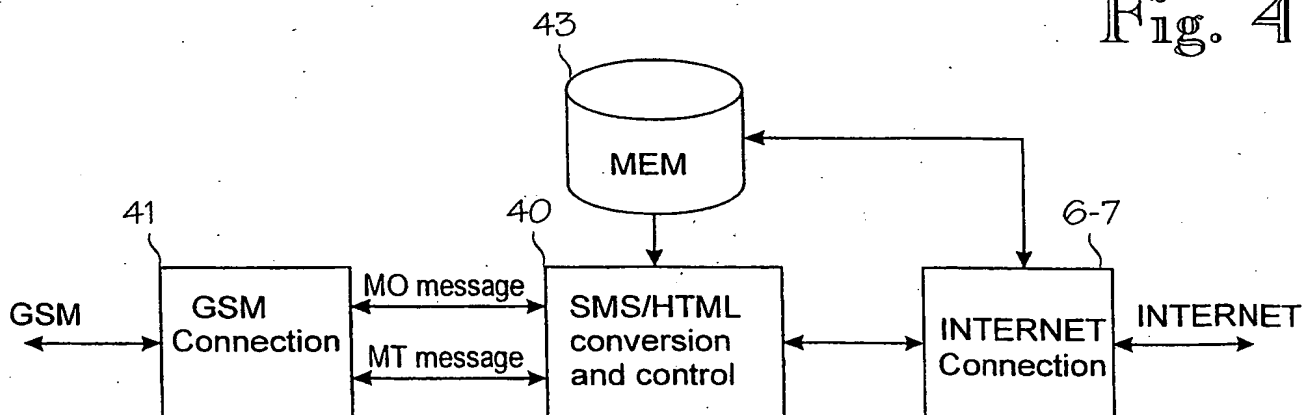 Fig. 4
43
MEM
41
40
6-7
GSM
GSM
Connection
MO message
MT message
SMS/HTML
conversion
and control
INTERNET
Connection
INTERNET